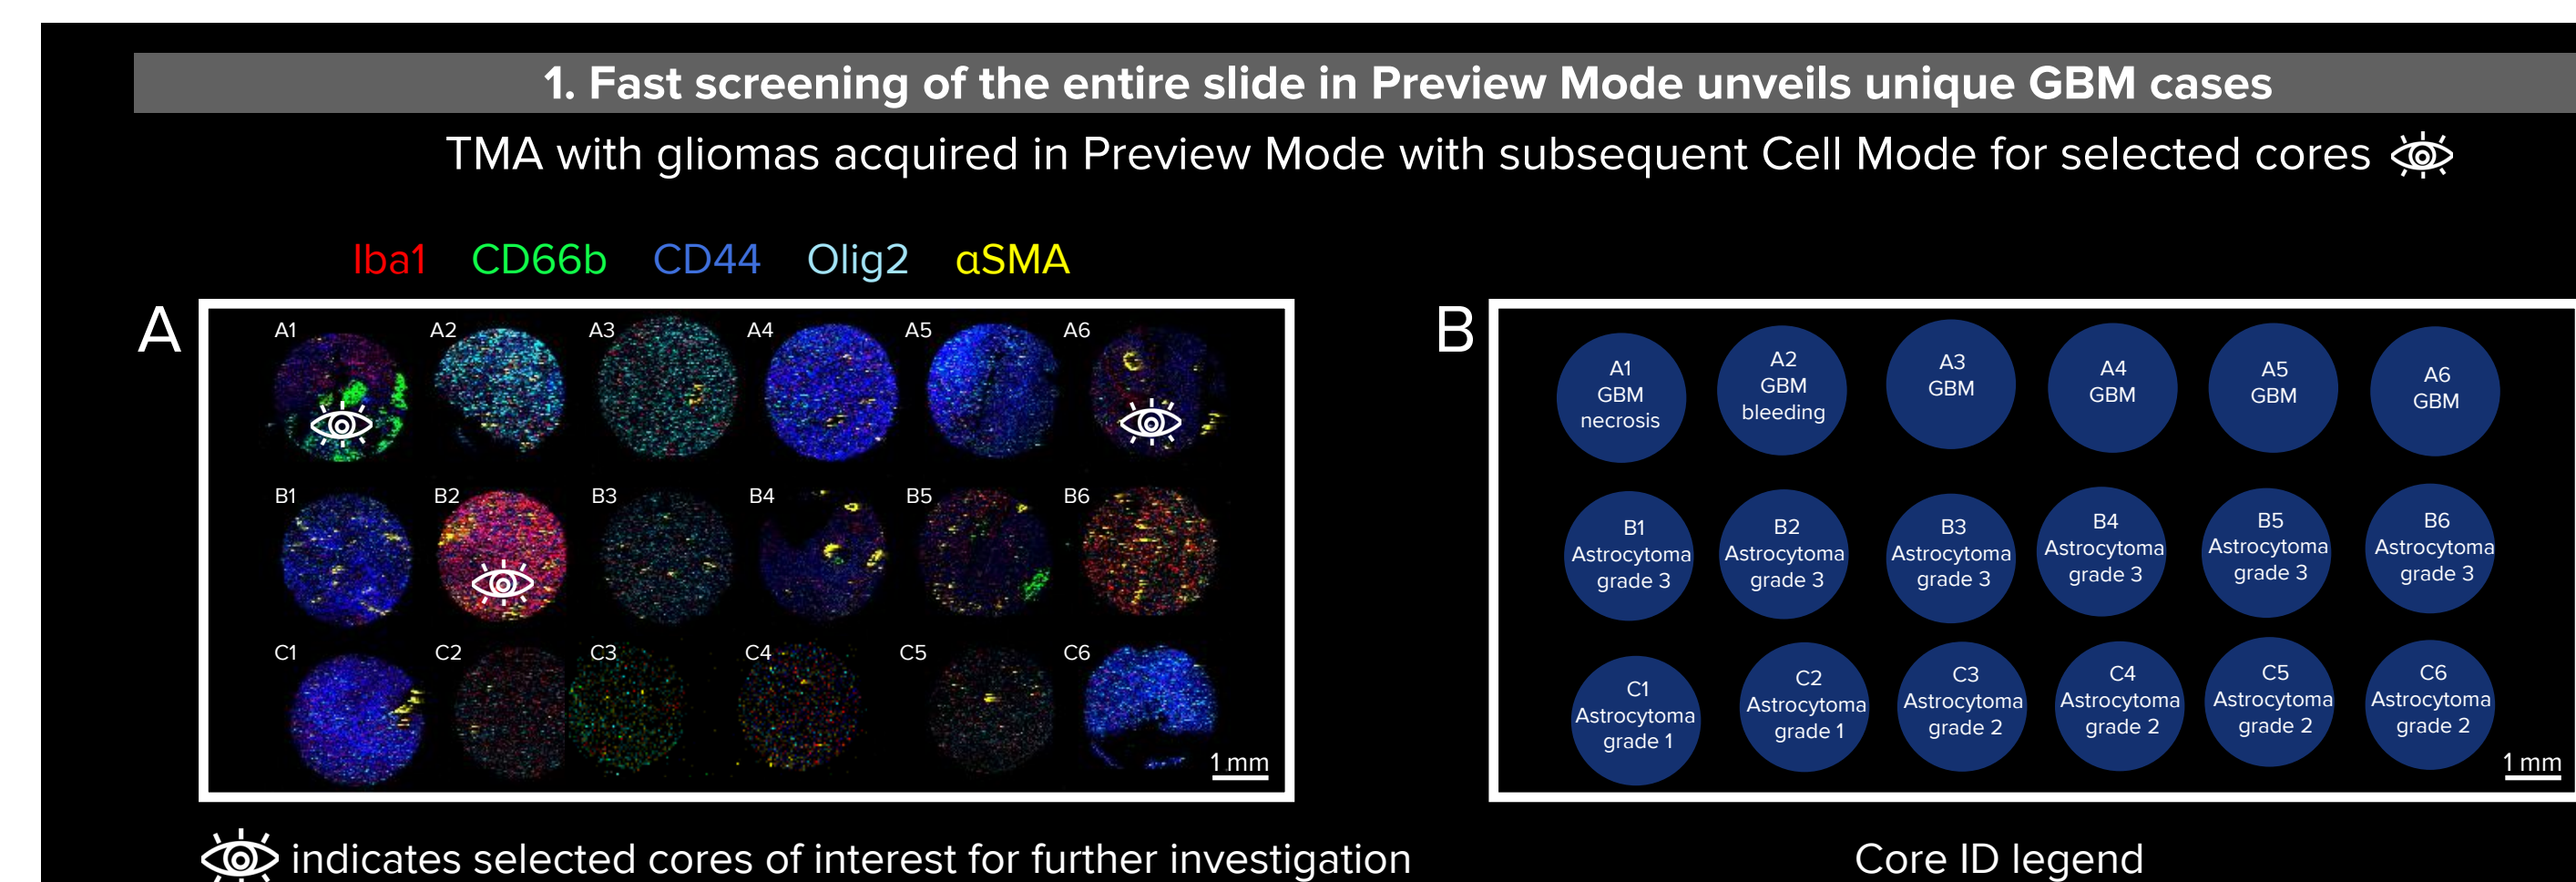 1. Fast screening of the entire slide in Preview Mode unveils unique GBM cases
TMA with gliomas acquired in Preview Mode with subsequent Cell Mode for selected cores
Iba1 CD66b CD44 Olig2 αSMA
A
A1 A2 A3 A4 A5 A6
B1 B2 B3 B4 B5 B6
C1 C2 C3 C4 C5 C6
1 mm
indicates selected cores of interest for further investigation
B
A1
GBM
necrosis
A2
GBM
bleeding
A3
GBM
A4
GBM
A5
GBM
A6
GBM
B1
Astrocytoma
grade 3
B2
Astrocytoma
grade 3
B3
Astrocytoma
grade 3
B4
Astrocytoma
grade 3
B5
Astrocytoma
grade 3
B6
Astrocytoma
grade 3
C1
Astrocytoma
grade 1
C2
Astrocytoma
grade 1
C3
Astrocytoma
grade 2
C4
Astrocytoma
grade 2
C5
Astrocytoma
grade 2
C6
Astrocytoma
grade 2
1 mm
Core ID legend